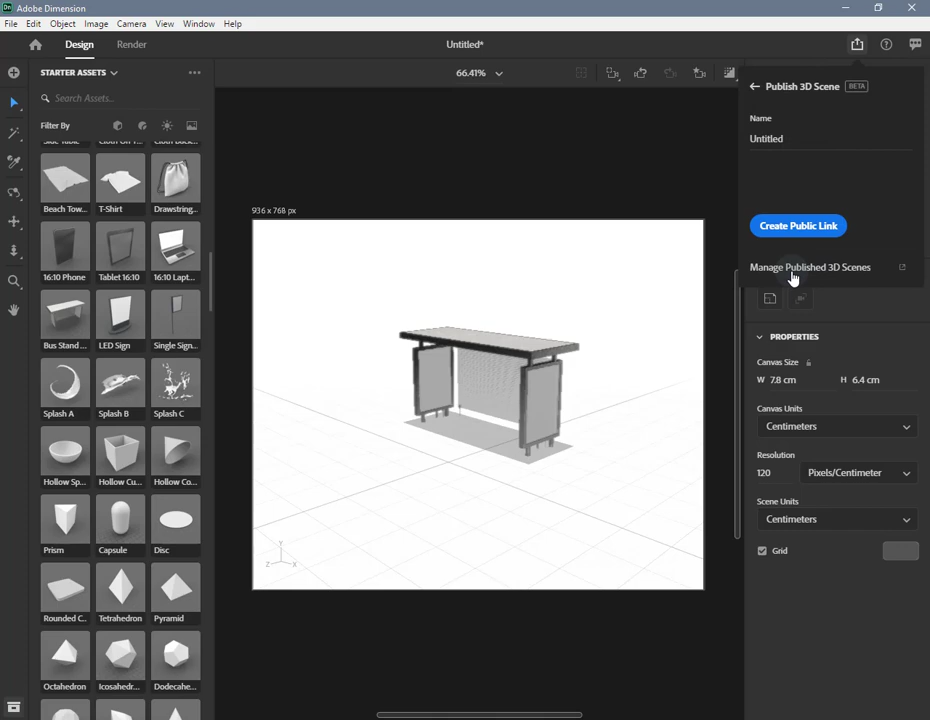 Dn Adobe Dimension
File Edit Object Image Camera View Window Help
Design Render Untitled*
STARTER ASSETS
66.41%
Search Assets...
Filter By
Beach Tow... T-Shirt Drawstring...
16:10 Phone Tablet 16:10 16:10 Lapt...
Bus Stand ... LED Sign Single Sign...
Splash A Splash B Splash C
Hollow Sp... Hollow Cu... Hollow Co...
Prism Capsule Disc
Rounded C... Tetrahedron Pyramid
Octahedron Icosahedr... Dodecahe...
936 x 768 px
Y
Z X
Publish 3D Scene BETA
Name
Untitled
Create Public Link
Manage Published 3D Scenes
PROPERTIES
Canvas Size
W 7.8 cm H 6.4 cm
Canvas Units
Centimeters
Resolution
120 Pixels/Centimeter
Scene Units
Centimeters
Grid